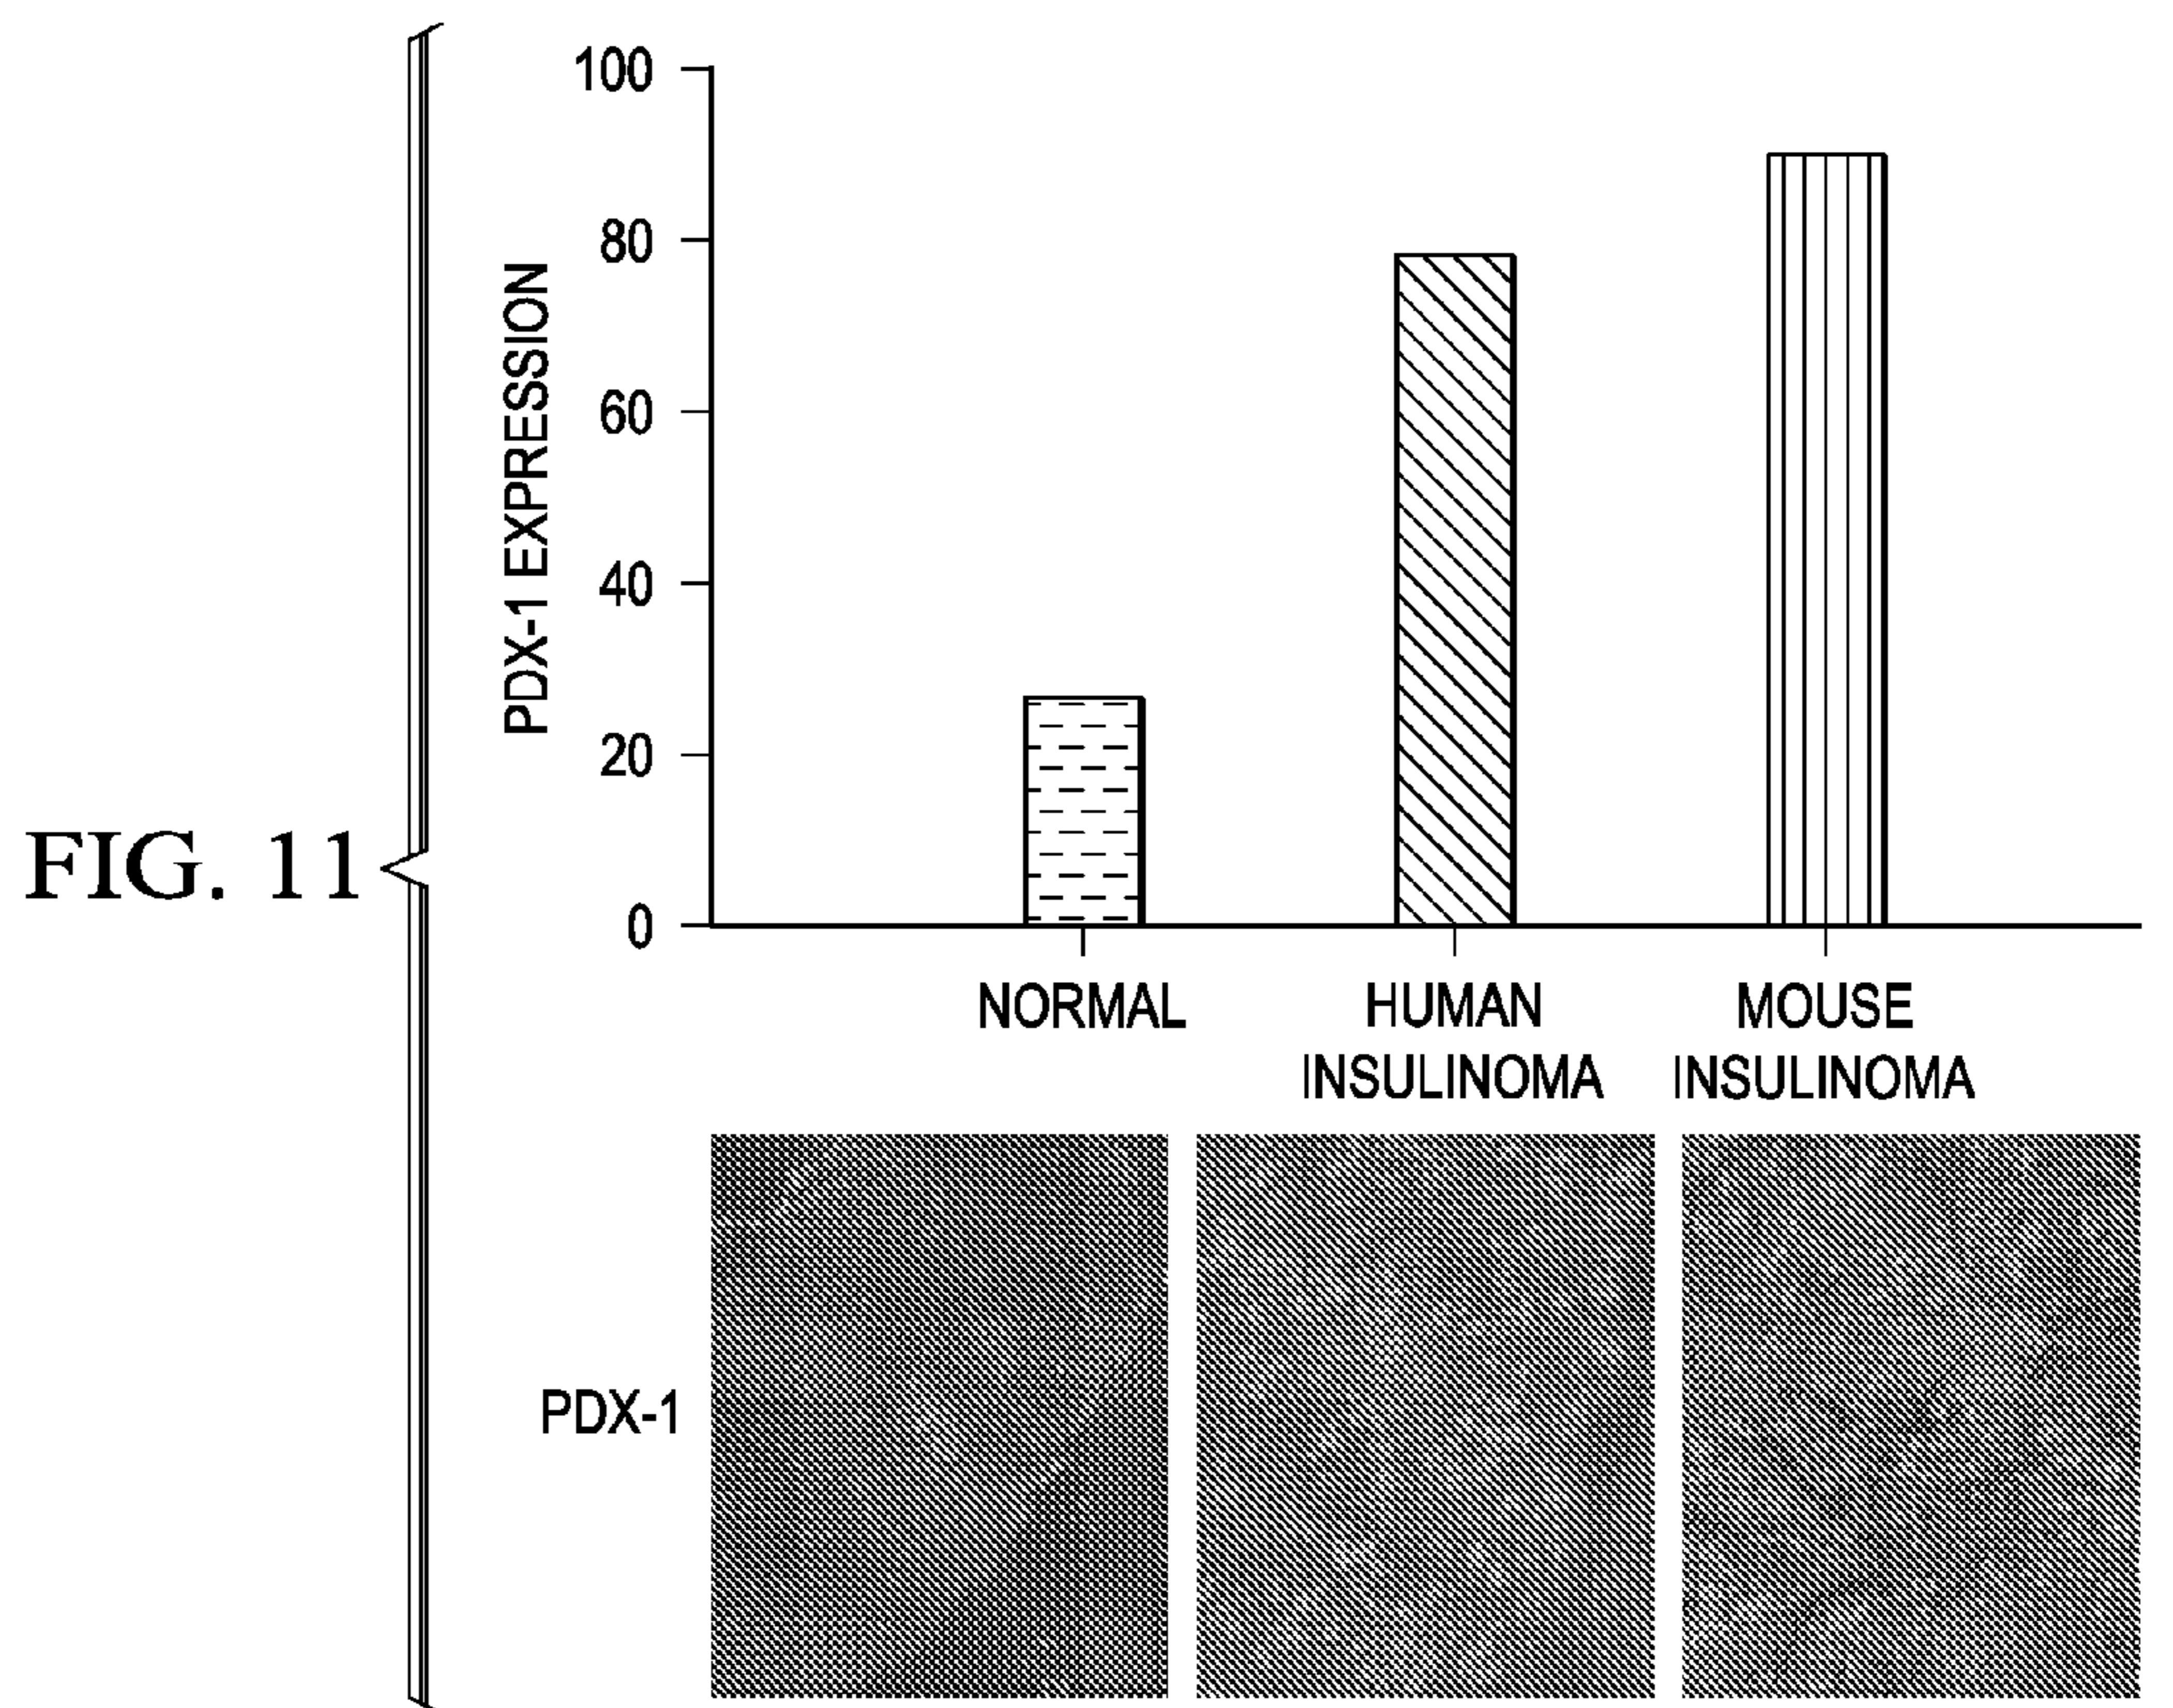 FIG. 11
PDX-1 EXPRESSION
100
80
60
40
20
0
NORMAL
HUMAN
INSULINOMA
MOUSE
INSULINOMA
PDX-1